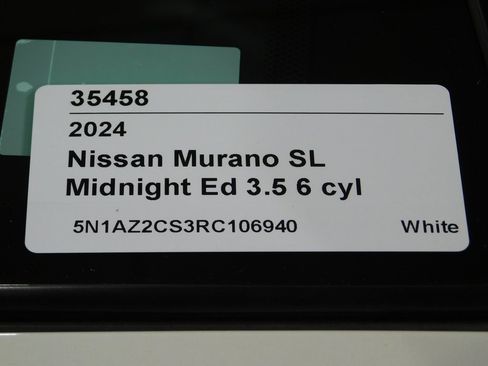 35458
2024
Nissan Murano SL
Midnight Ed 3.5 6 cyl
5N1AZ2CS3RC106940 White